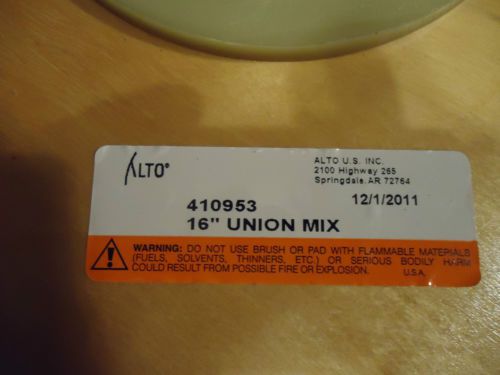 ALTO®
ALTO U.S. INC.
2100 Highway 265
Springdale, AR 72764
410953
12/1/2011
16" UNION MIX
WARNING: DO NOT USE BRUSH OR PAD WITH FLAMMABLE MATERIALS
(FUELS, SOLVENTS, THINNERS, ETC.) OR SERIOUS BODILY HARM
COULD RESULT FROM POSSIBLE FIRE OR EXPLOSION.
U.S.A.